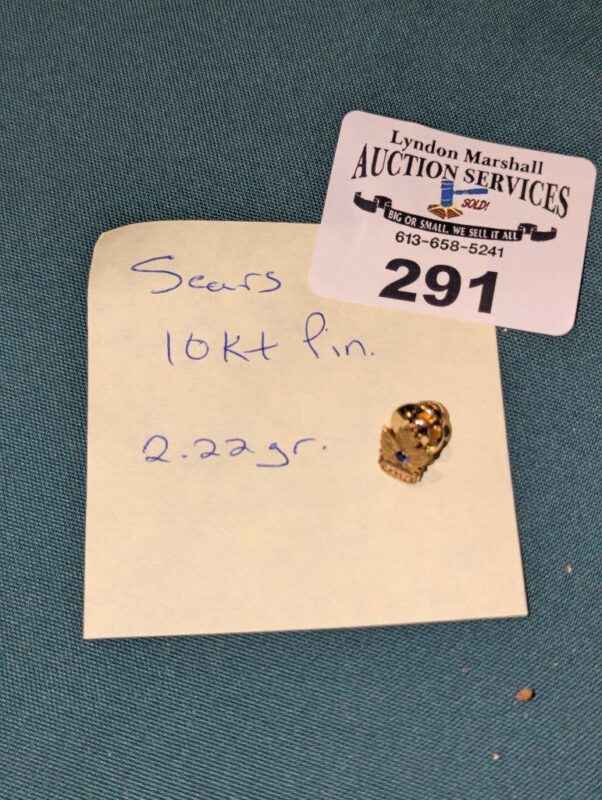 Lyndon Marshall
AUCTION SERVICES
SOLD!
BIG OR SMALL, WE SELL IT ALL
613-658-5241
291
Sears
10Kt Pin.
2.22gr.